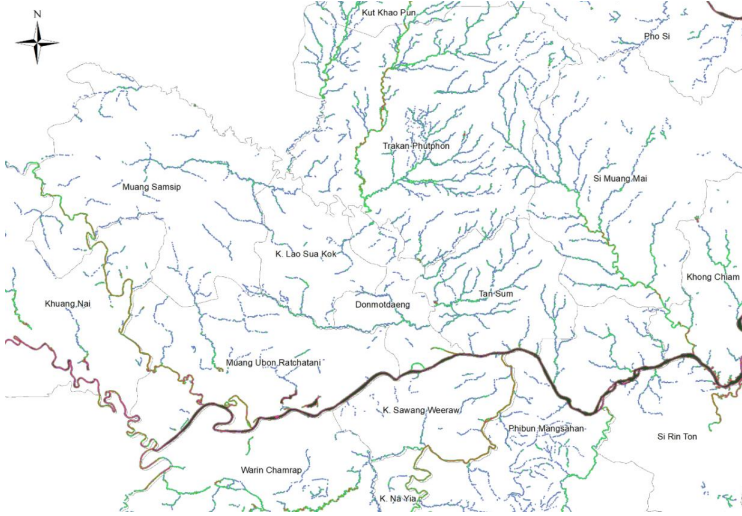 N
Kut Khao Pun
Pho Si
Trakan Phutphon
Muang Samsip
Si Muang Mai
K. Lao Sua Kok
Khong Chiam
Tan Sum
Khuang Nai
Donmotdaeng
Muang Ubon Ratchatani
K. Sawang Weeraw
Phibun Mangsahan
Si Rin Ton
Warin Chamrap
K. Na Yia